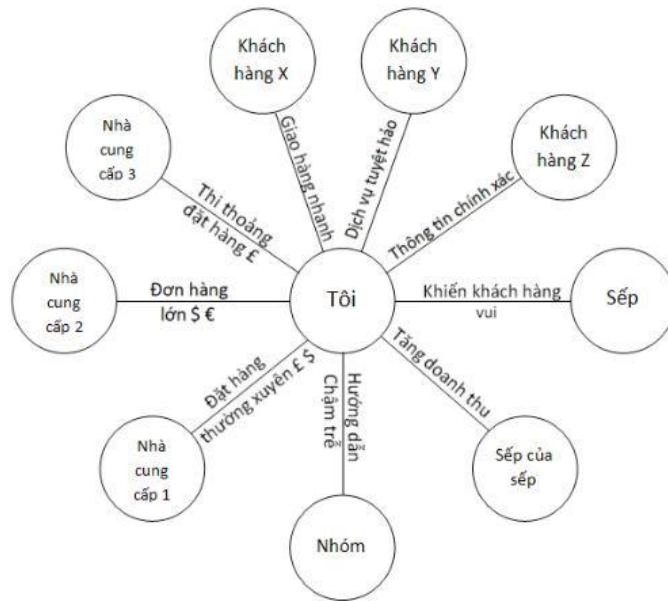 Khách
hàng X
Khách
hàng Y
Nhà
cung
cấp 3
Khách
hàng Z
Giao hàng nhanh
Dịch vụ tuyệt hảo
Thi thoảng
đặt hàng £
Thông tin chính xác
Nhà
cung
cấp 2
Đơn hàng
lớn $ €
Tôi
Khiến khách hàng
vui
Sếp
Đặt hàng
thường xuyên £ $
Hướng dẫn
Chậm trễ
Tăng doanh thu
Nhà
cung
cấp 1
Sếp của
sếp
Nhóm